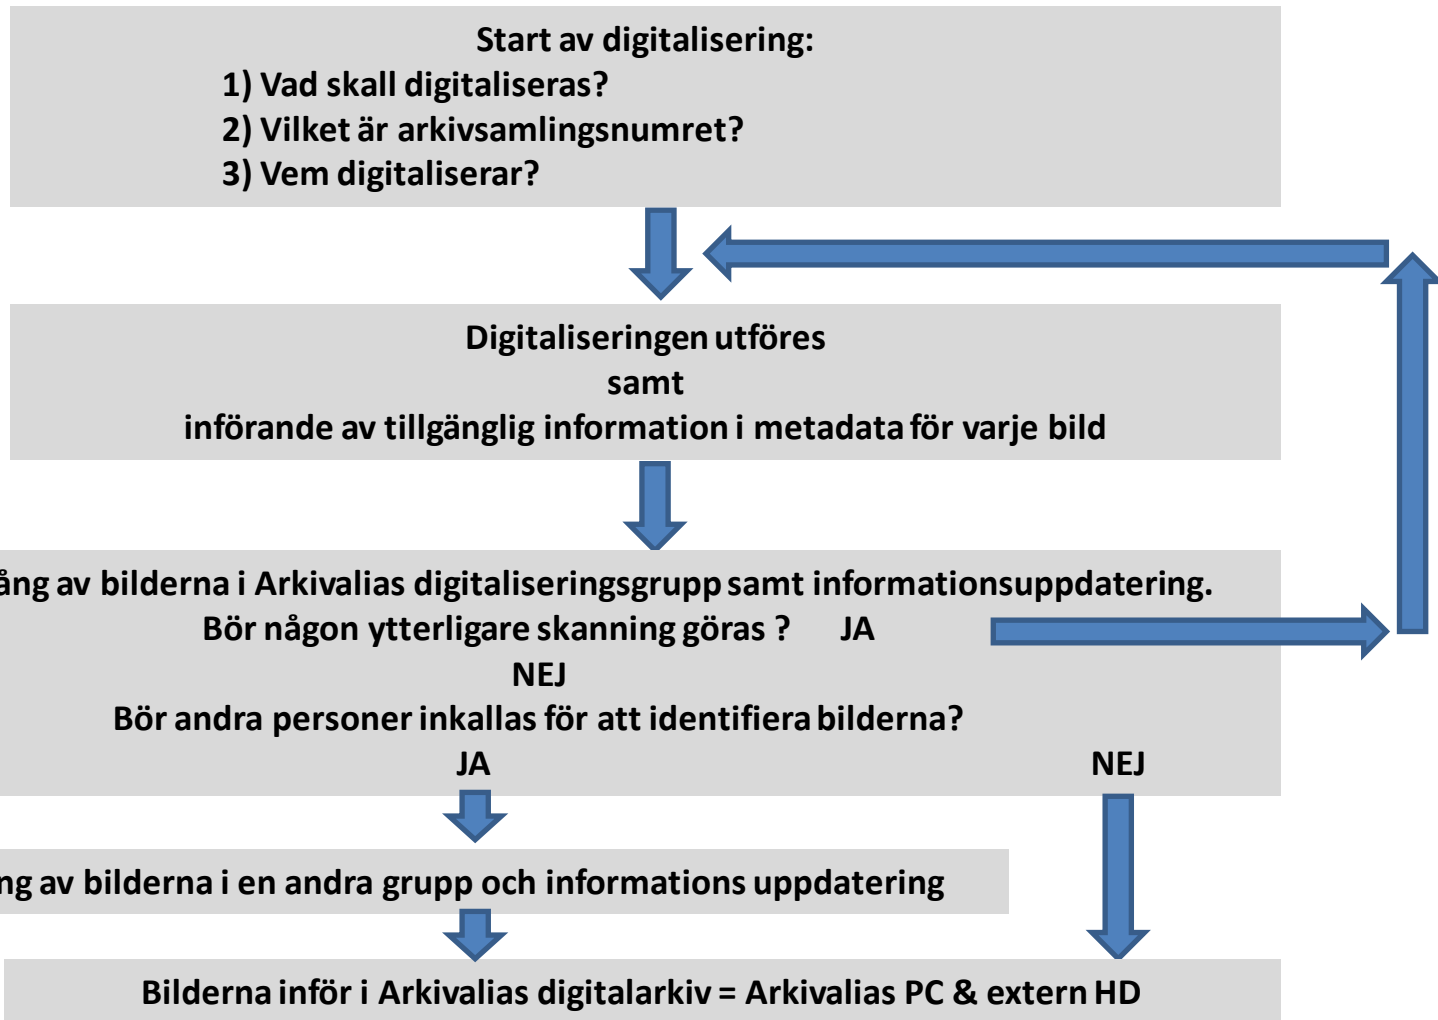 Start av digitalisering:
1) Vad skall digitaliseras?
2) Vilket är arkivsamlingsnumret?
3) Vem digitaliserar?
Digitaliseringen utföres
samt
införande av tillgänglig information i metadata för varje bild
av bilderna i Arkivalias digitaliseringsgrupp samt informationsuppdatering.
Bör någon ytterligare skanning göras ? JA
NEJ
Bör andra personer inkallas för att identifiera bilderna?
JA NEJ
av bilderna i en andra grupp och informations uppdatering
Bilderna inför i Arkivalias digitalarkiv = Arkivalias PC & extern HD